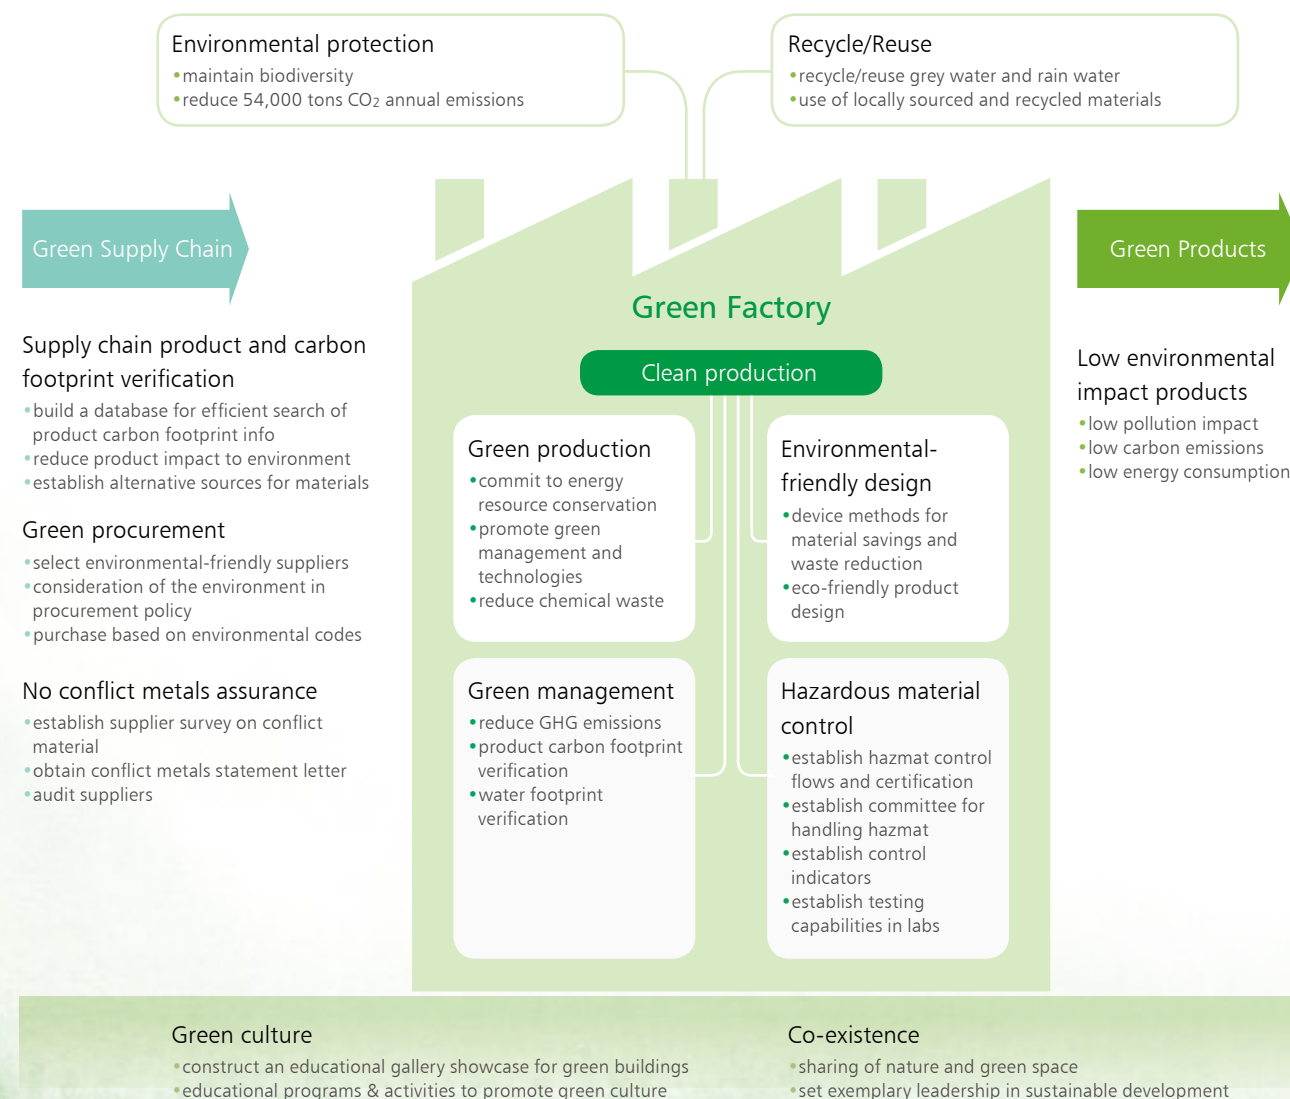 Environmental protection
•maintain biodiversity
•reduce 54,000 tons CO₂ annual emissions
Recycle/Reuse
•recycle/reuse grey water and rain water
•use of locally sourced and recycled materials
Green Supply Chain
Supply chain product and carbon
footprint verification
•build a database for efficient search of
product carbon footprint info
•reduce product impact to environment
•establish alternative sources for materials
Green procurement
•select environmental-friendly suppliers
•consideration of the environment in
procurement policy
•purchase based on environmental codes
No conflict metals assurance
•establish supplier survey on conflict
material
•obtain conflict metals statement letter
•audit suppliers
Green Factory
Clean production
Green production
•commit to energy
resource conservation
•promote green
management and
technologies
•reduce chemical waste
Environmental-
friendly design
•device methods for
material savings and
waste reduction
•eco-friendly product
design
Green management
•reduce GHG emissions
•product carbon footprint
verification
•water footprint
verification
Hazardous material
control
•establish hazmat control
flows and certification
•establish committee for
handling hazmat
•establish control
indicators
•establish testing
capabilities in labs
Green Products
Low environmental
impact products
•low pollution impact
•low carbon emissions
•low energy consumption
Green culture
•construct an educational gallery showcase for green buildings
•educational programs & activities to promote green culture
Co-existence
•sharing of nature and green space
•set exemplary leadership in sustainable development